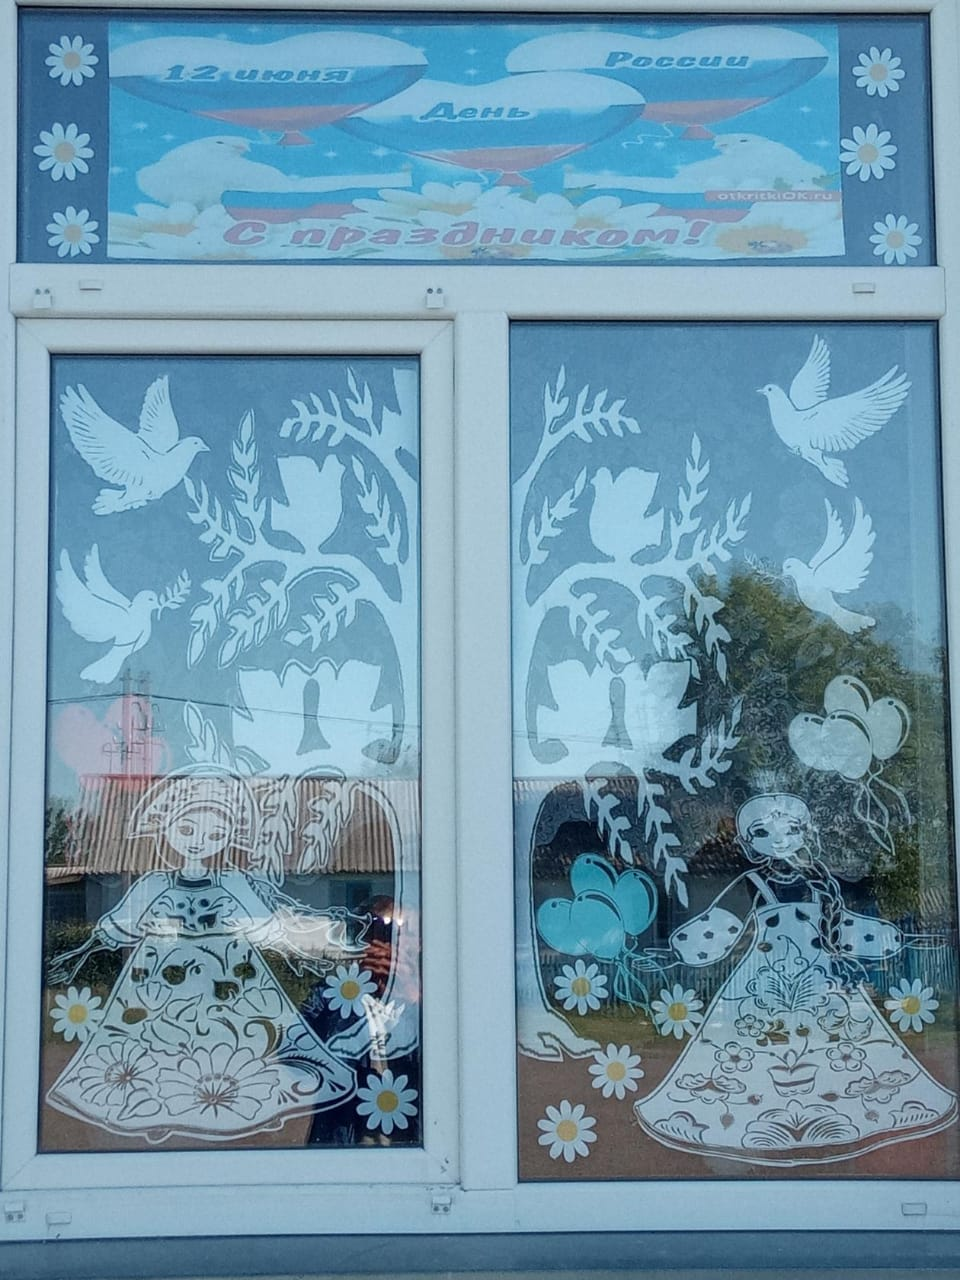 12 июня
День
России
otkritkiOK.ru
С праздником!